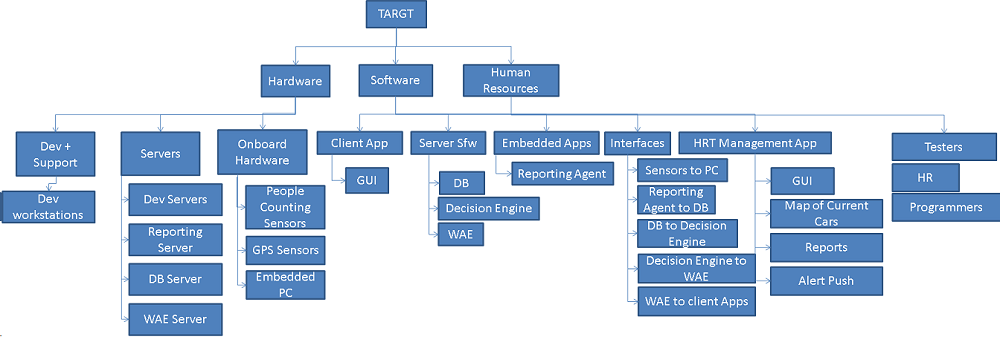 TARGT
Hardware
Software
Human
Resources
Dev +
Support
Servers
Onboard
Hardware
Client App
Server Sfw
Embedded Apps
Interfaces
HRT Management App
Testers
Dev
workstations
Dev Servers
Reporting
Server
DB Server
WAE Server
People
Counting
Sensors
GPS Sensors
Embedded
PC
GUI
DB
Decision Engine
WAE
Reporting Agent
Sensors to PC
Reporting
Agent to DB
DB to Decision
Engine
Decision Engine to
WAE
WAE to client Apps
GUI
Map of Current
Cars
Reports
Alert Push
HR
Programmers